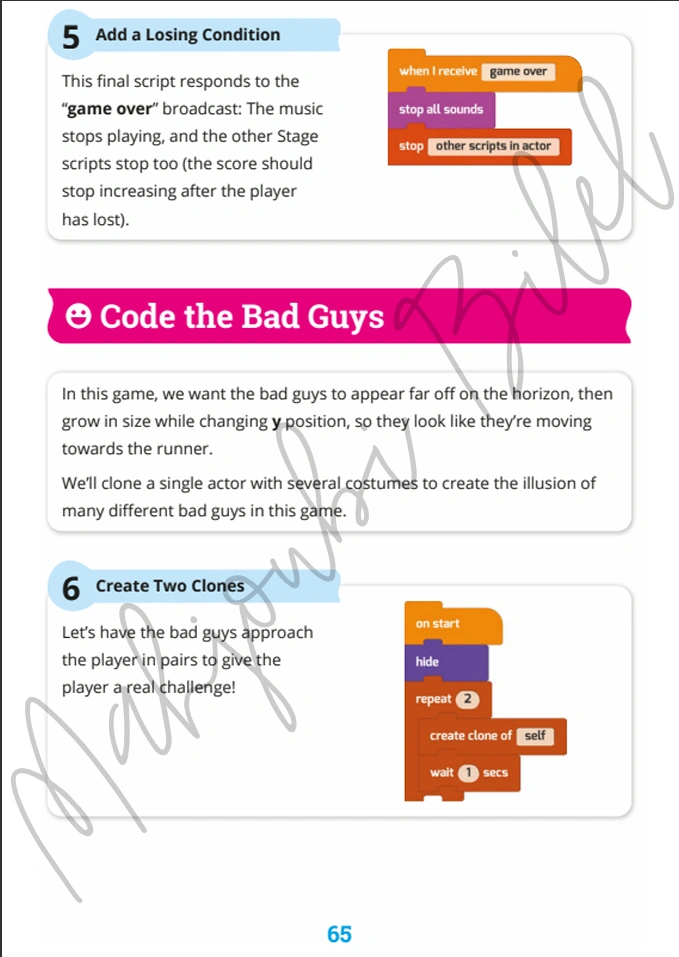 5 Add a Losing Condition
This final script responds to the
“game over” broadcast: The music
stops playing, and the other Stage
scripts stop too (the score should
stop increasing after the player
has lost).
when I receive game over
stop all sounds
stop other scripts in actor
Code the Bad Guys
In this game, we want the bad guys to appear far off on the horizon, then
grow in size while changing y position, so they look like they’re moving
towards the runner.
We’ll clone a single actor with several costumes to create the illusion of
many different bad guys in this game.
6 Create Two Clones
Let’s have the bad guys approach
the player in pairs to give the
player a real challenge!
on start
hide
repeat 2
create clone of self
wait 1 secs
Mahjoubi Bilel
65